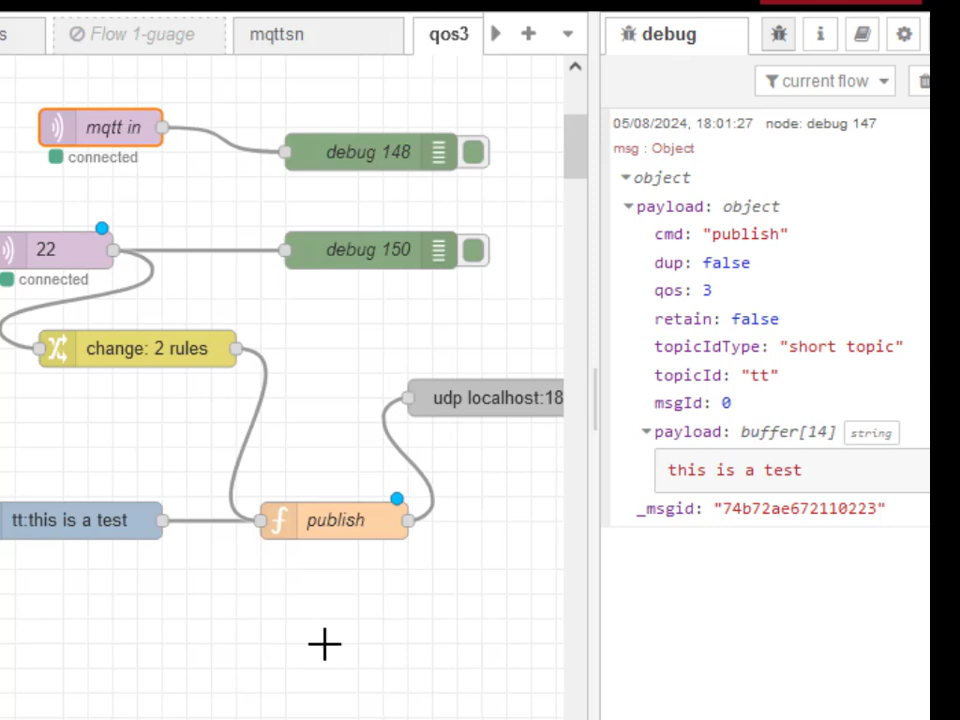 s
Flow 1-guage
mqttsn
qos3
mqtt in
connected
debug 148
22
connected
debug 150
change: 2 rules
udp localhost:18
tt:this is a test
publish
debug
current flow
05/08/2024, 18:01:27 node: debug 147
msg : Object
object
payload: object
cmd: "publish"
dup: false
qos: 3
retain: false
topicIdType: "short topic"
topicId: "tt"
msgId: 0
payload: buffer[14] string
this is a test
_msgid: "74b72ae672110223"